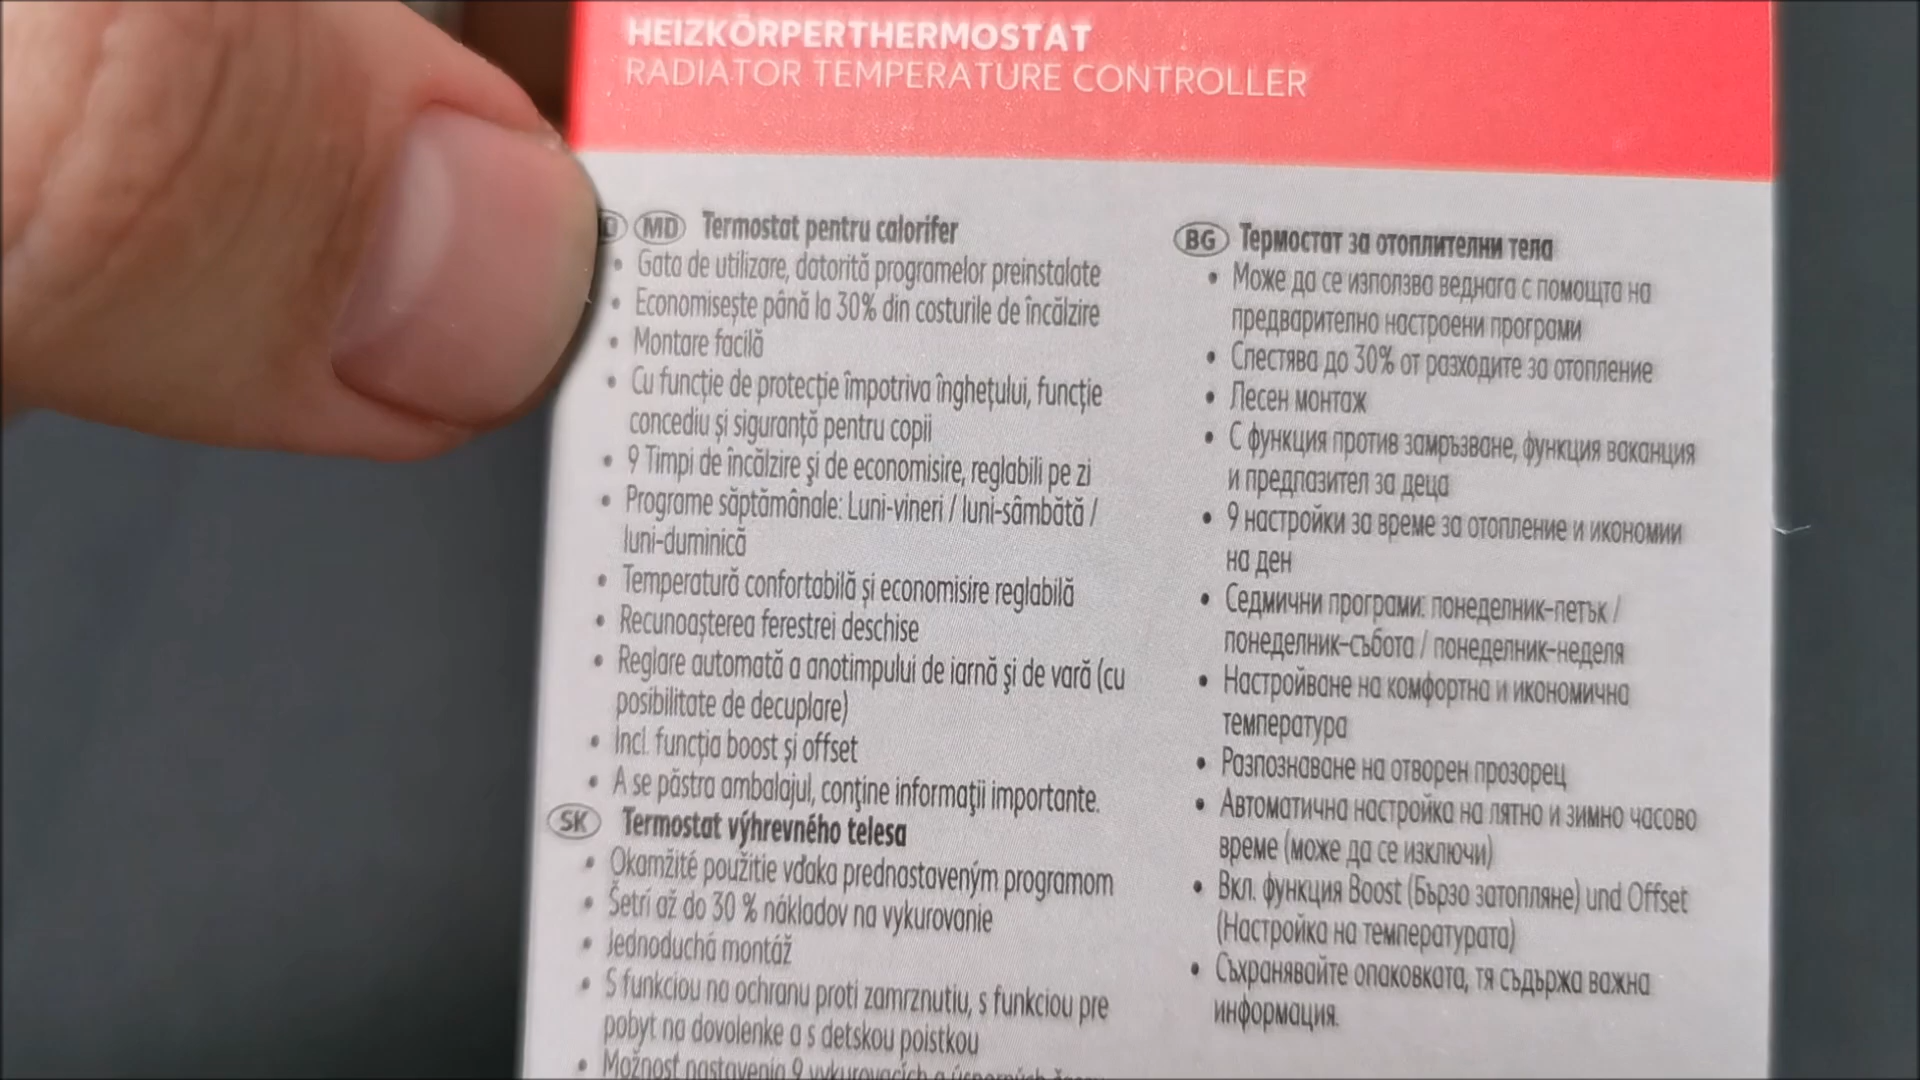 HEIZKÖRPERTHERMOSTAT
RADIATOR TEMPERATURE CONTROLLER
MD Termostat pentru calorifer
• Gata de utilizare, datorită programelor preinstalate
• Economisește până la 30% din costurile de încălzire
• Montare facilă
• Cu funcție de protecție împotriva înghețului, funcție
concediu și siguranță pentru copii
• 9 Timpi de încălzire şi de economisire, reglabili pe zi
• Programe săptămânale: Luni-vineri / luni-sâmbătă /
luni-duminică
• Temperatură confortabilă și economisire reglabilă
• Recunoașterea ferestrei deschise
• Reglare automată a anotimpului de iarnă şi de vară (cu
posibilitate de decuplare)
• Incl. funcția boost și offset
• A se păstra ambalajul, conţine informaţii importante.
SK Termostat výhrevného telesa
• Okamžité použitie vďaka prednastaveným programom
• Šetrí až do 30 % nákladov na vykurovanie
• Jednoduchá montáž
• S funkciou na ochranu proti zamrznutiu, s funkciou pre
pobyt na dovolenke a s detskou poistkou
• Možnosť nastavenia 9 vykurovacích a úsporných
BG Термостат за отоплителни тела
• Може да се използва веднага с помощта на
предварително настроени програми
• Спестява до 30% от разходите за отопление
• Лесен монтаж
• С функция против замръзване, функция ваканция
и предпазител за деца
• 9 настройки за време за отопление и икономии
на ден
• Седмични програми: понеделник-петък /
понеделник-събота / понеделник-неделя
• Настройване на комфортна и икономична
температура
• Разпознаване на отворен прозорец
• Автоматична настройка на лятно и зимно часово
време (може да се изключи)
• Вкл. функция Boost (Бързо затопляне) und Offset
(Настройка на температурата)
• Съхранявайте опаковката, тя съдържа важна
информация.